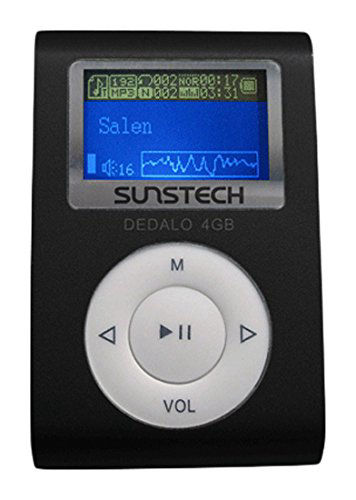 192 002 NOR 00:17
MP3 N 002 03:31
Salen
16
SUNSTECH
DEDALO 4GB
M
VOL